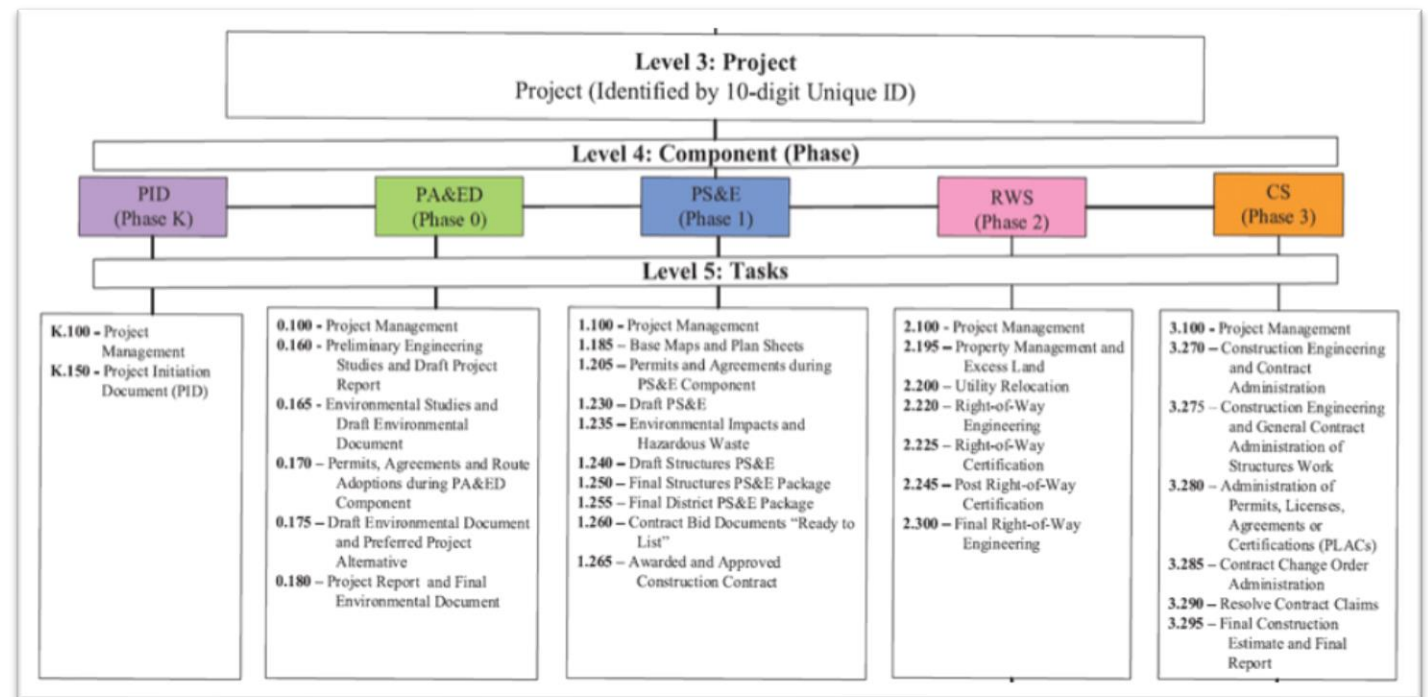 Level 3: Project
Project (Identified by 10-digit Unique ID)
Level 4: Component (Phase)
PID
(Phase K)
PA&ED
(Phase 0)
PS&E
(Phase 1)
RWS
(Phase 2)
CS
(Phase 3)
Level 5: Tasks
K.100 - Project
Management
K.150 - Project Initiation
Document (PID)
0.100 - Project Management
0.160 - Preliminary Engineering
Studies and Draft Project
Report
0.165 - Environmental Studies and
Draft Environmental
Document
0.170 – Permits, Agreements and Route
Adoptions during PA&ED
Component
0.175 – Draft Environmental Document
and Preferred Project
Alternative
0.180 – Project Report and Final
Environmental Document
1.100 - Project Management
1.185 – Base Maps and Plan Sheets
1.205 – Permits and Agreements during
PS&E Component
1.230 – Draft PS&E
1.235 – Environmental Impacts and
Hazardous Waste
1.240 – Draft Structures PS&E
1.250 – Final Structures PS&E Package
1.255 – Final District PS&E Package
1.260 – Contract Bid Documents “Ready to
List”
1.265 – Awarded and Approved
Construction Contract
2.100 - Project Management
2.195 – Property Management and
Excess Land
2.200 – Utility Relocation
2.220 – Right-of-Way
Engineering
2.225 – Right-of-Way
Certification
2.245 – Post Right-of-Way
Certification
2.300 – Final Right-of-Way
Engineering
3.100 - Project Management
3.270 – Construction Engineering
and Contract
Administration
3.275 – Construction Engineering
and General Contract
Administration of
Structures Work
3.280 – Administration of
Permits, Licenses,
Agreements or
Certifications (PLACs)
3.285 – Contract Change Order
Administration
3.290 – Resolve Contract Claims
3.295 – Final Construction
Estimate and Final
Report